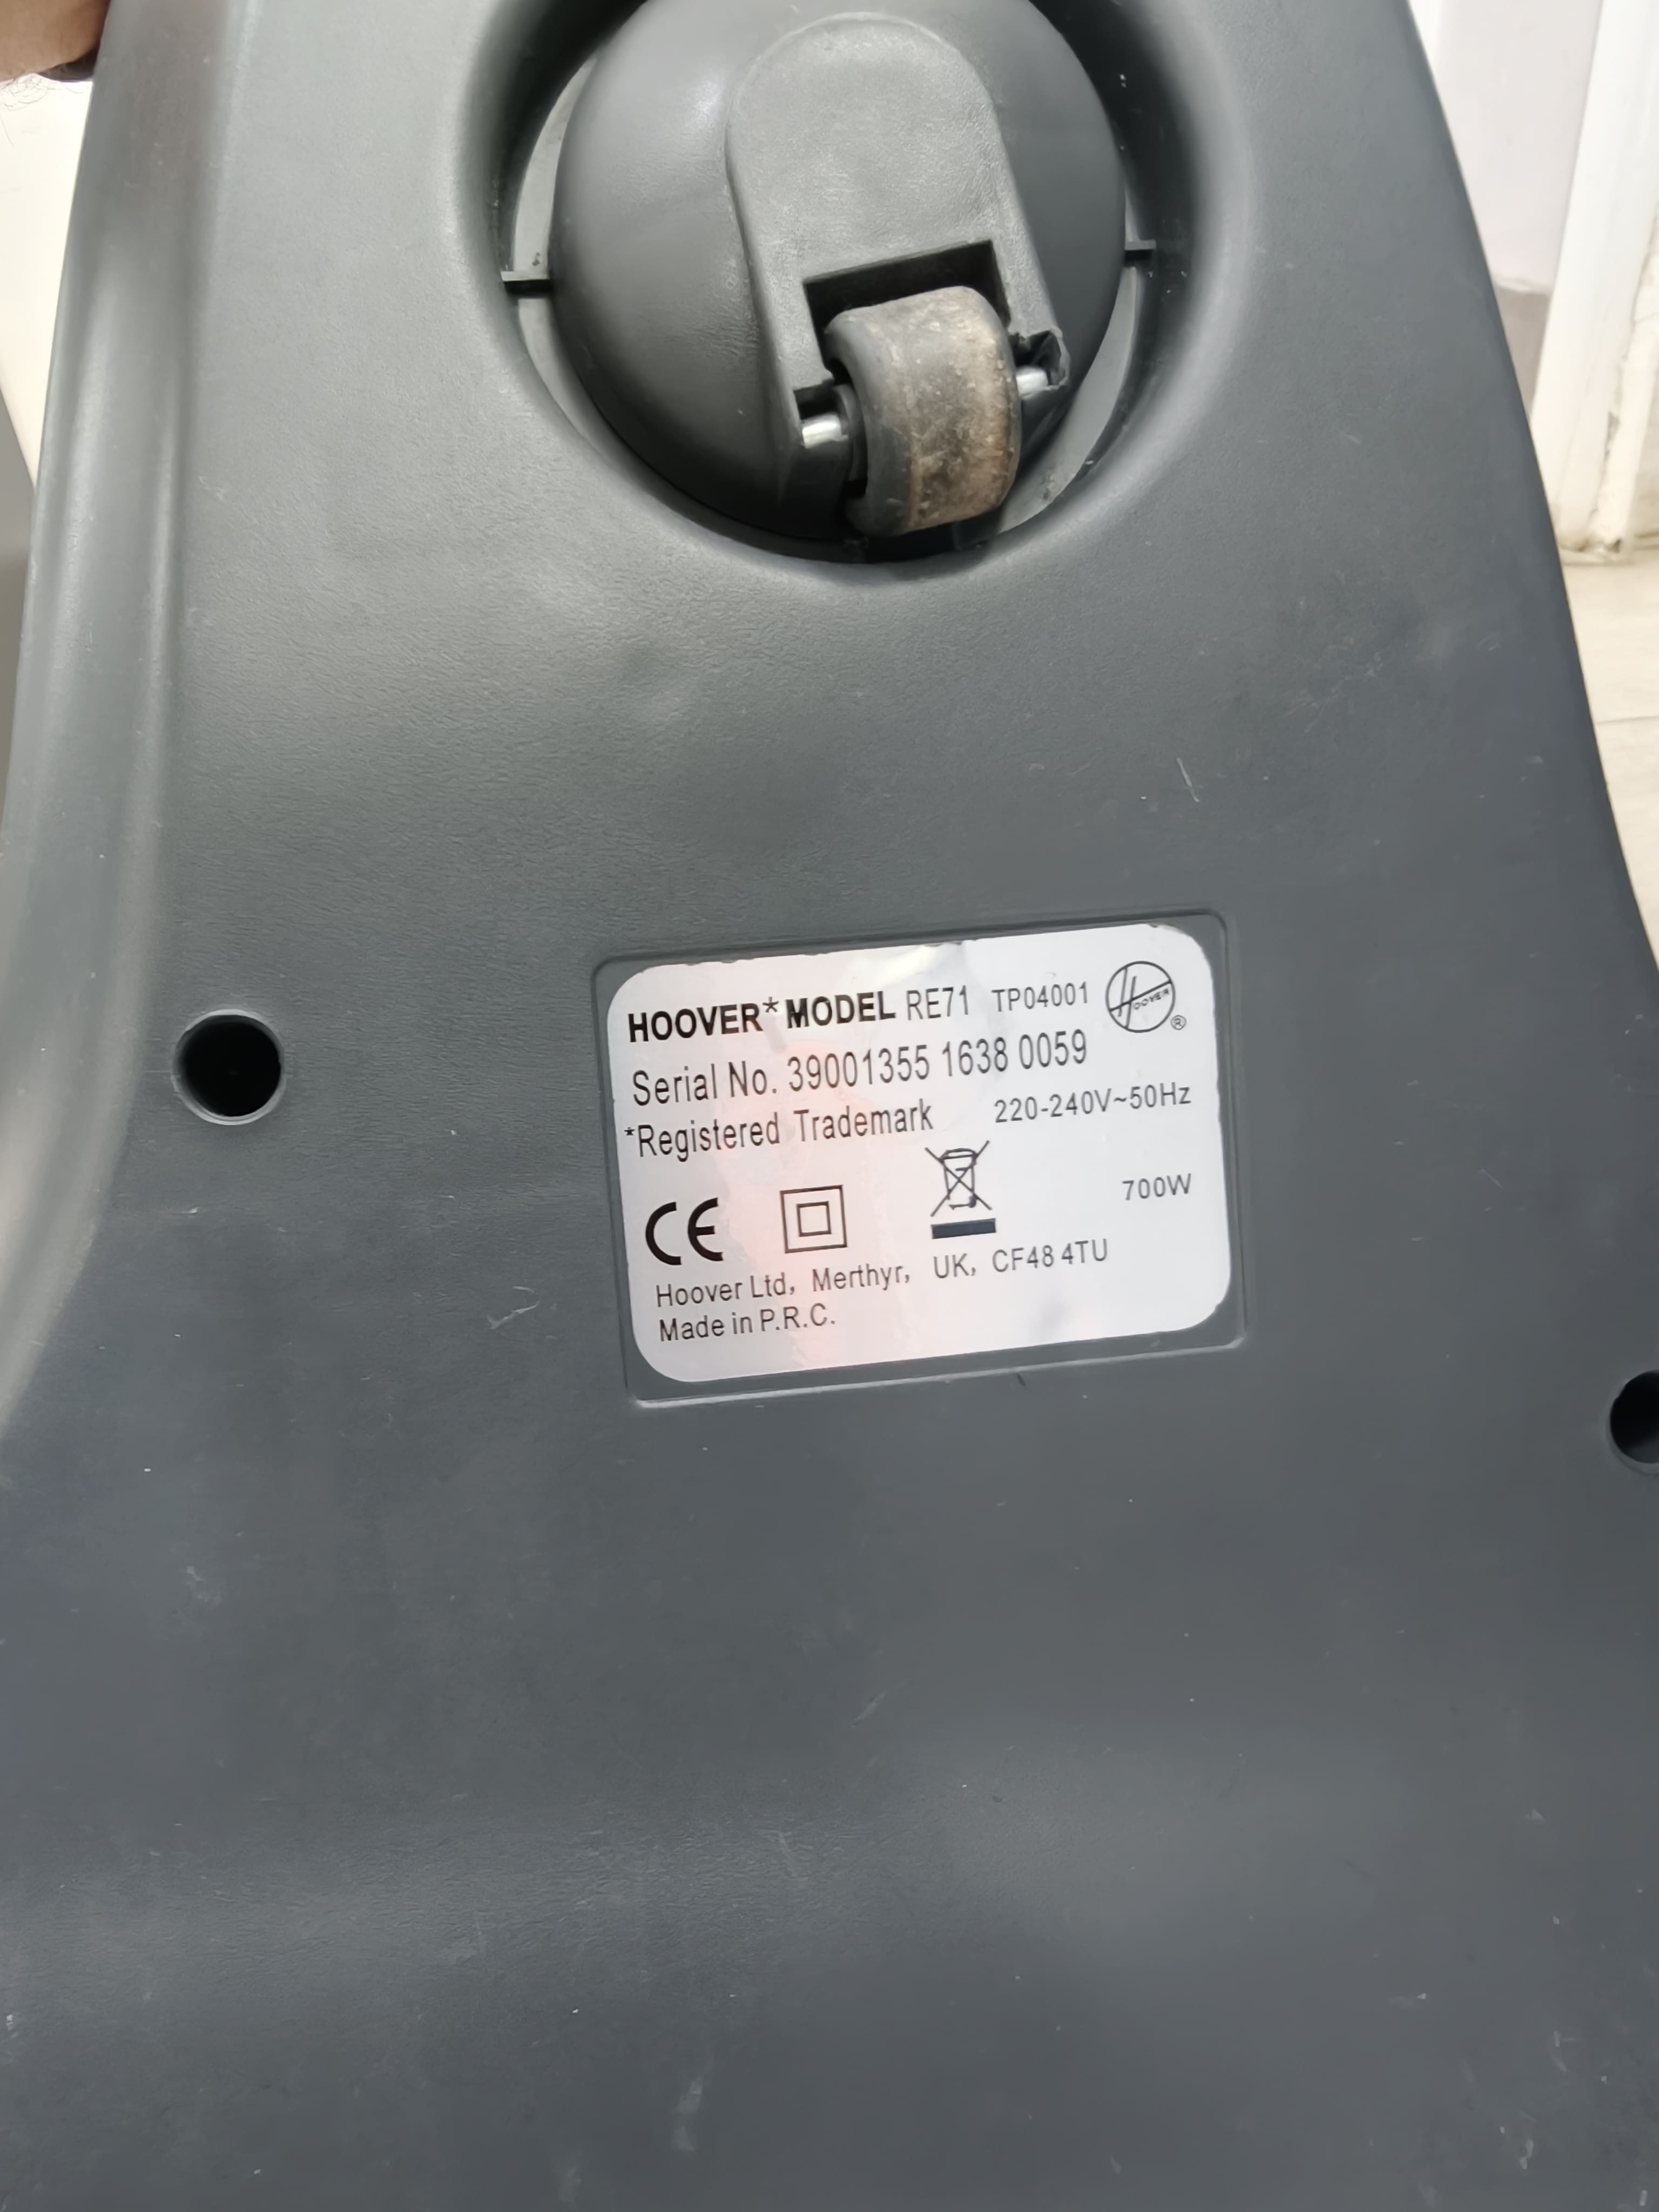 HOOVER* MODEL RE71 TP04001 HOOVER ®
Serial No. 39001355 1638 0059
*Registered Trademark 220-240V~50Hz
CE 700W
Hoover Ltd, Merthyr, UK, CF48 4TU
Made in P.R.C.